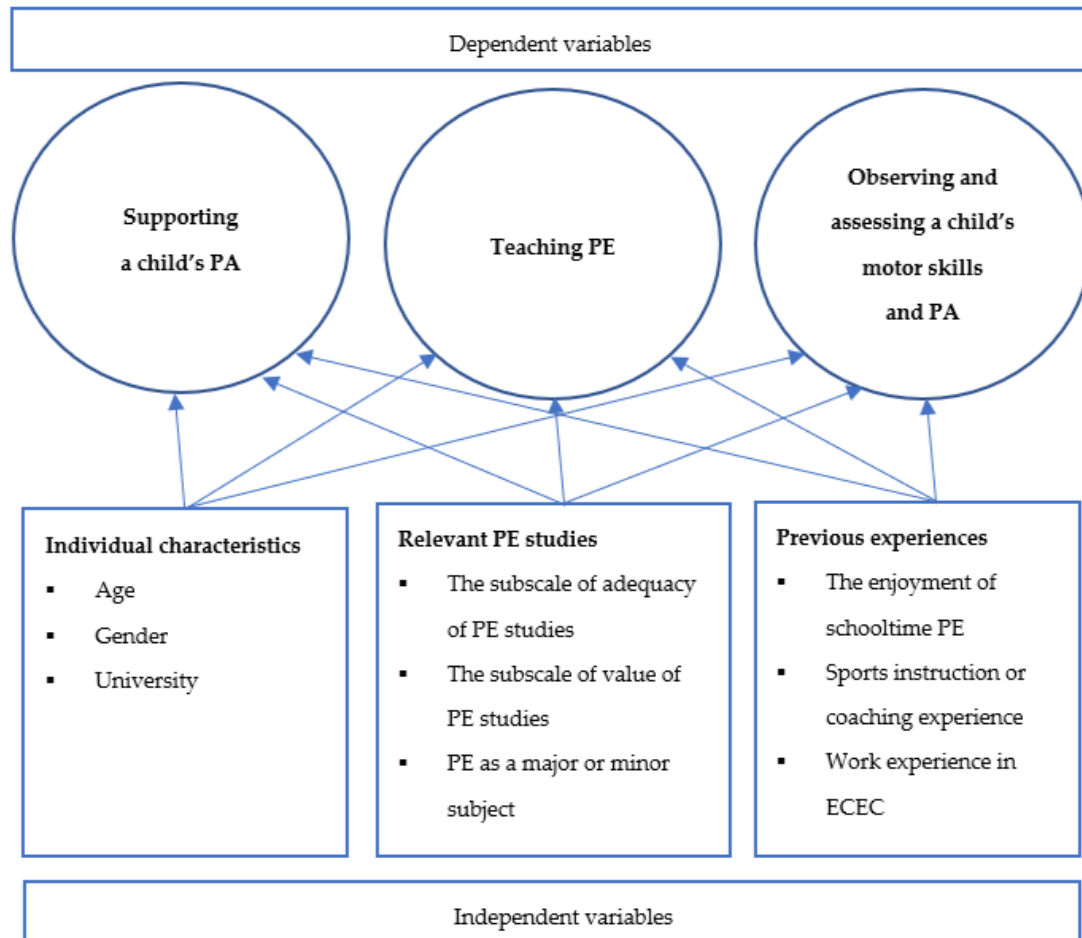 Dependent variables
Supporting
a child's PA
Teaching PE
Observing and
assessing a child's
motor skills
and PA
Individual characteristics
▪ Age
▪ Gender
▪ University
Relevant PE studies
▪ The subscale of adequacy
of PE studies
▪ The subscale of value of
PE studies
▪ PE as a major or minor
subject
Previous experiences
▪ The enjoyment of
schooltime PE
▪ Sports instruction or
coaching experience
▪ Work experience in
ECEC
Independent variables